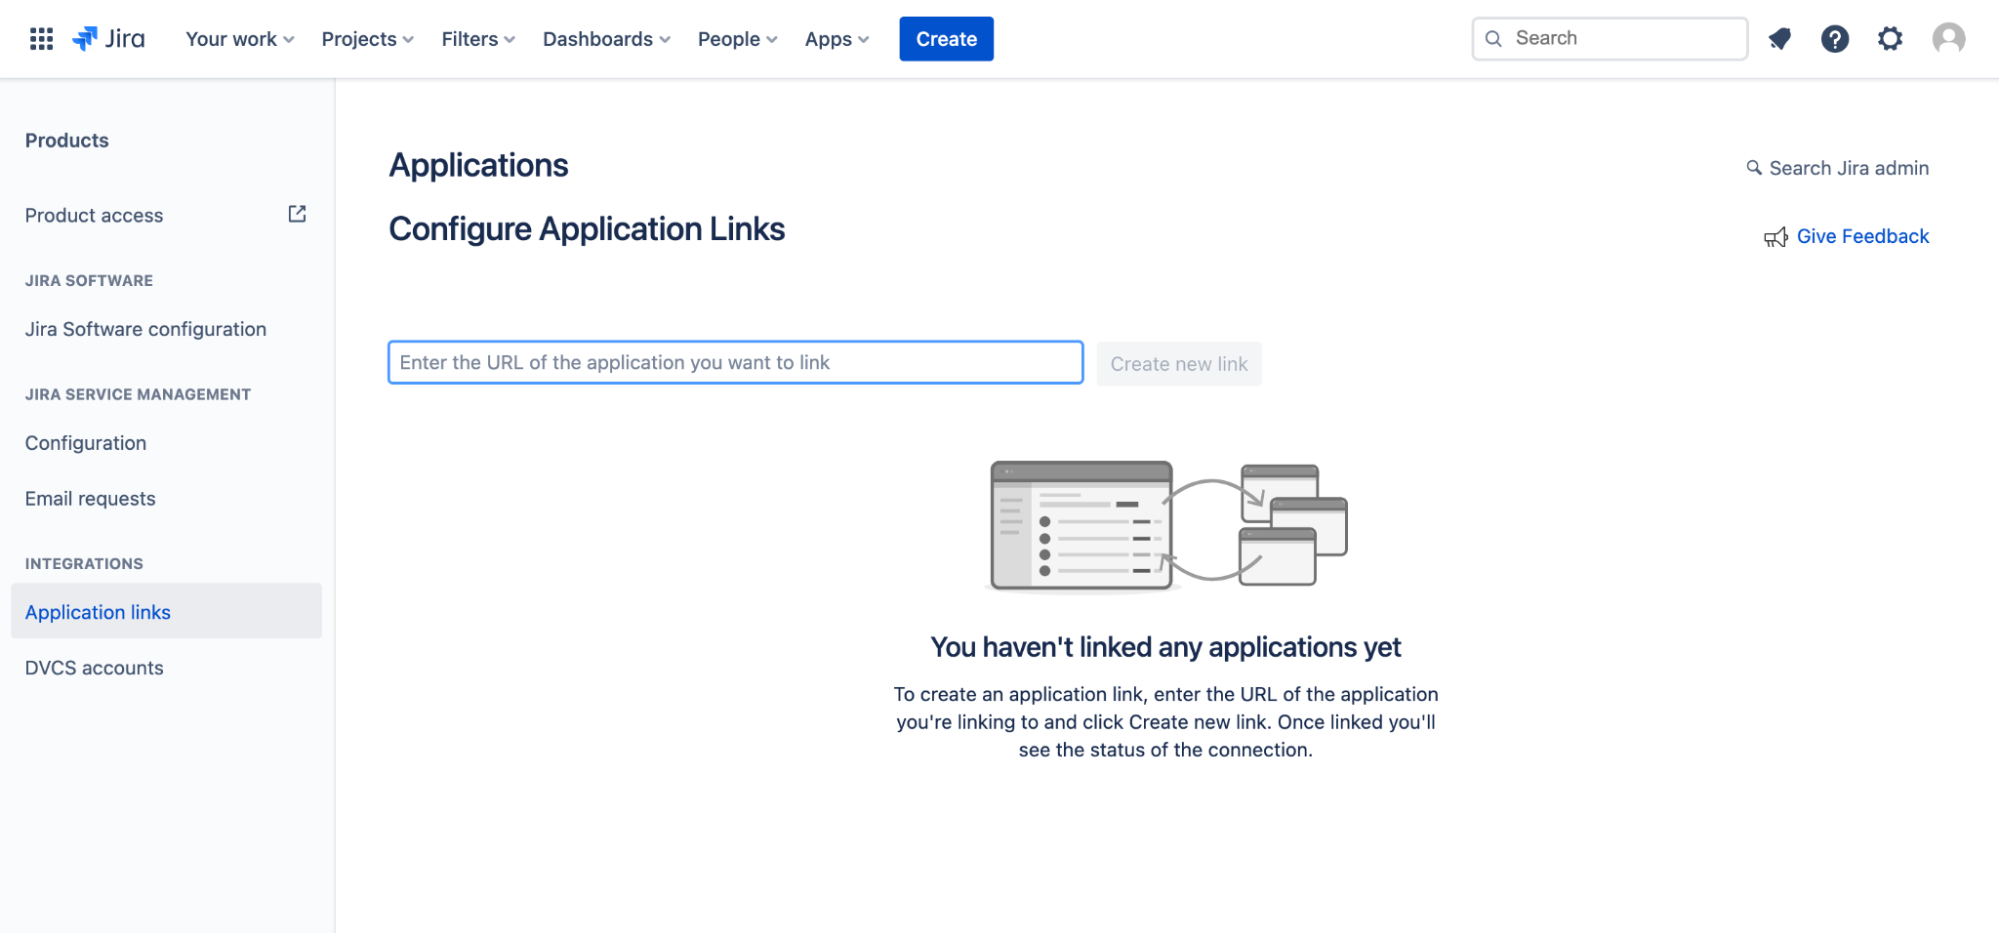 Jira
Your work
Projects
Filters
Dashboards
People
Apps
Create
Search
Products
Product access
JIRA SOFTWARE
Jira Software configuration
JIRA SERVICE MANAGEMENT
Configuration
Email requests
INTEGRATIONS
Application links
DVCS accounts
Applications
Search Jira admin
Configure Application Links
Give Feedback
Enter the URL of the application you want to link
Create new link
You haven't linked any applications yet
To create an application link, enter the URL of the application
you're linking to and click Create new link. Once linked you'll
see the status of the connection.